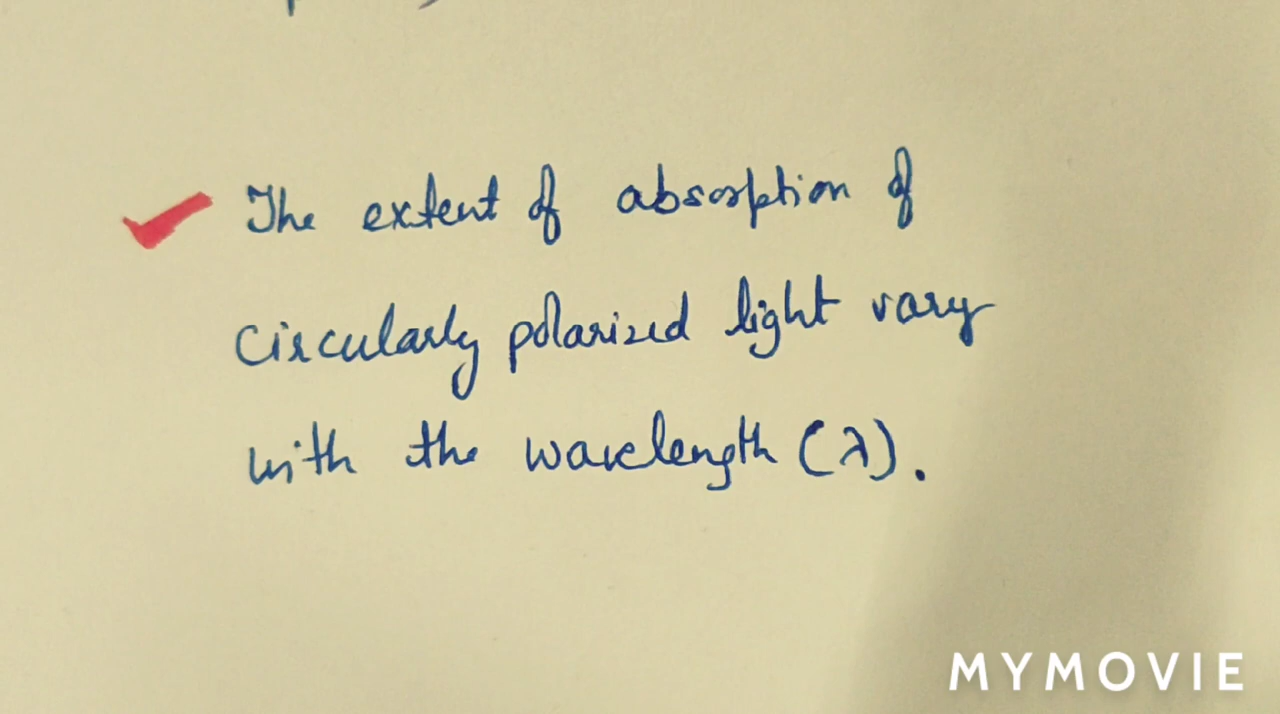 The extent of absorption of
circularly polarized light vary
with the wavelength (λ).
MYMOVIE